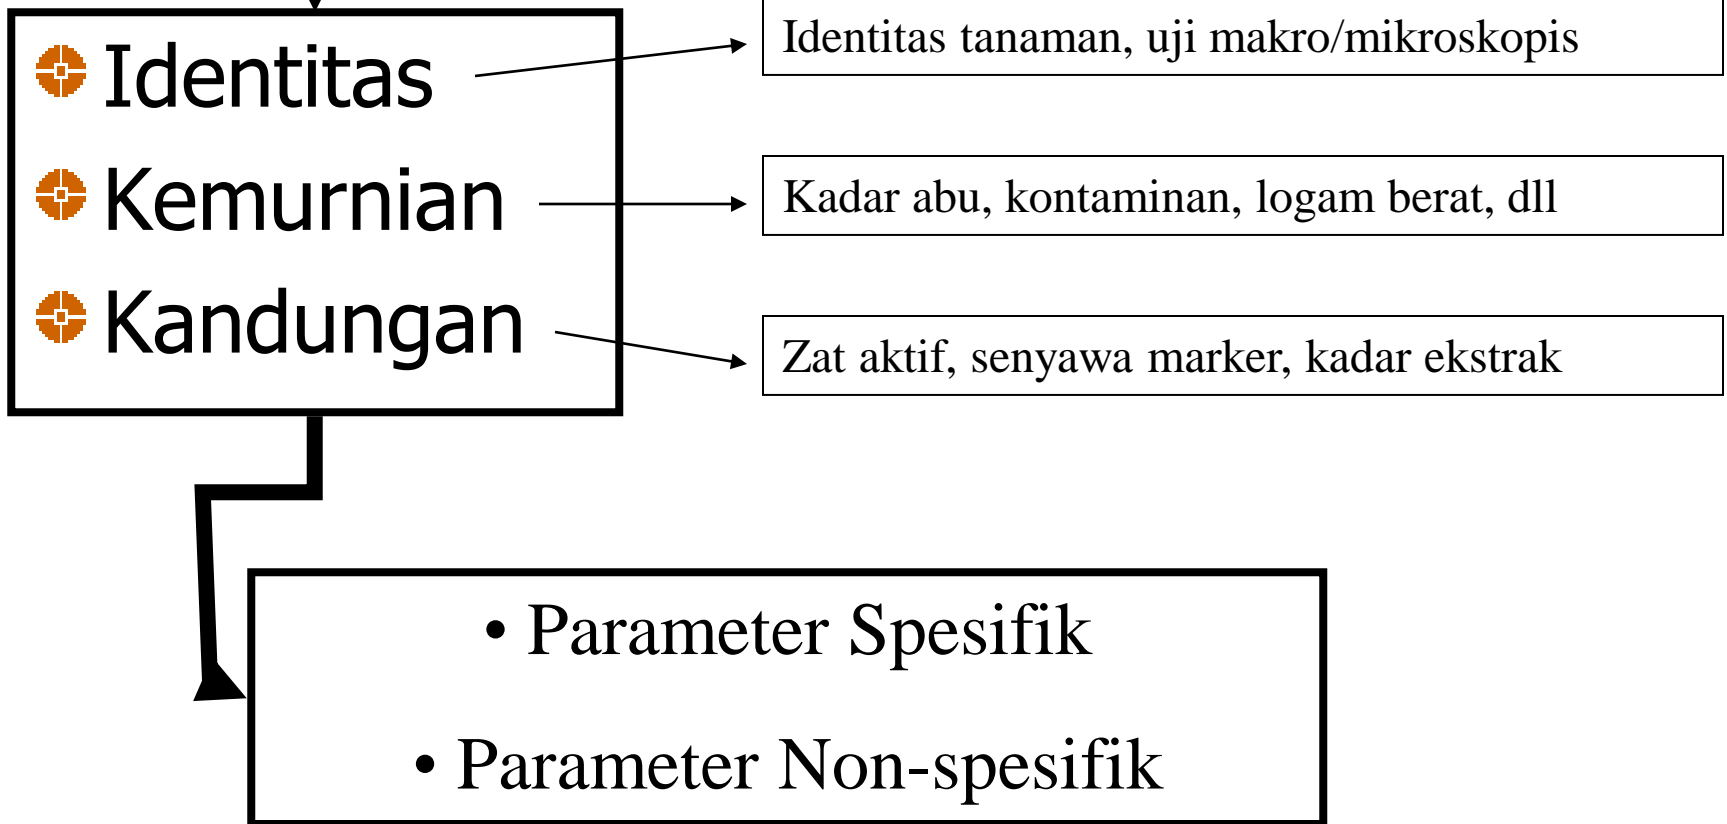 Identitas
Identitas tanaman, uji makro/mikroskopis
Kemurnian
Kadar abu, kontaminan, logam berat, dll
Kandungan
Zat aktif, senyawa marker, kadar ekstrak
• Parameter Spesifik
• Parameter Non-spesifik